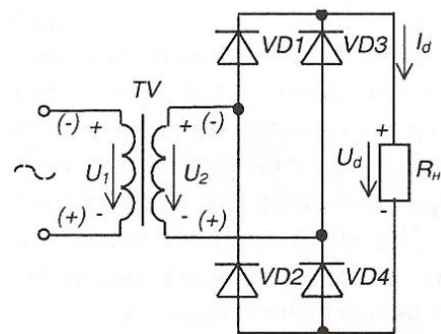 VD1 VD3 I_d
TV
(-) + + (-) +
U_1 U_2 U_d R_н
(+) - - (+) -
VD2 VD4